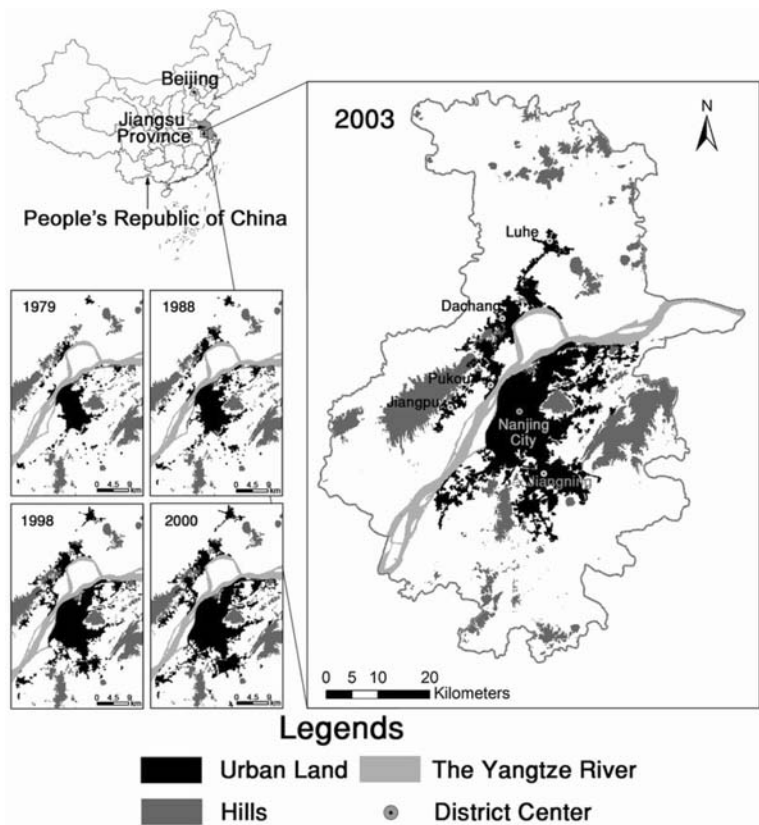 Beijing
Jiangsu
Province
People's Republic of China
2003
N
Luhe
Dachang
Pukou
Jiangpu
Nanjing
City
Jiangning
0 5 10 20
Kilometers
1979
0 4.5 9
km
1988
0 4.5 9
km
1998
0 4.5 9
km
2000
0 4.5 9
km
Legends
Urban Land
The Yangtze River
Hills
District Center